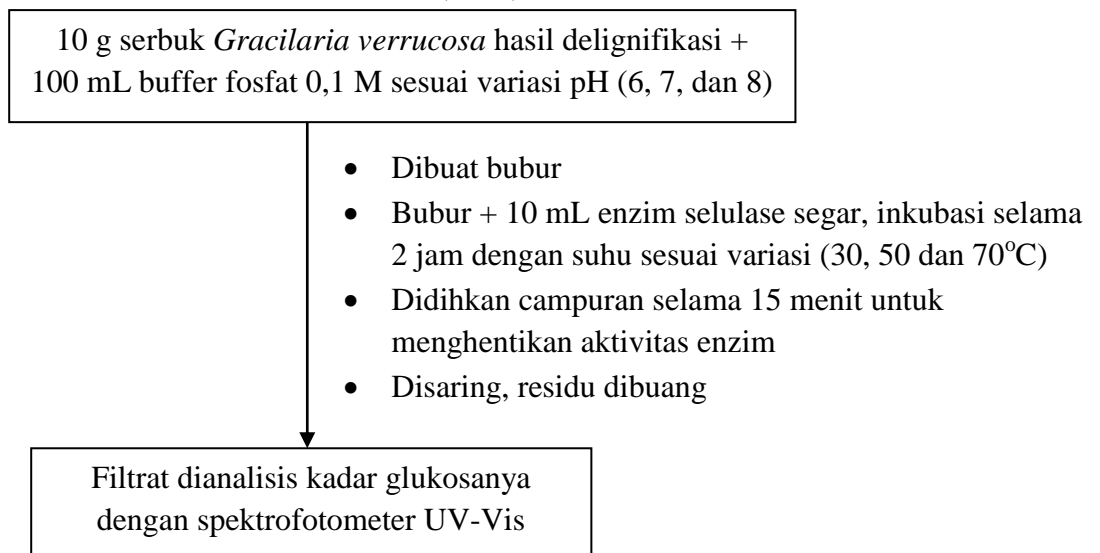 10 g serbuk Gracilaria verrucosa hasil delignifikasi +
100 mL buffer fosfat 0,1 M sesuai variasi pH (6, 7, dan 8)
• Dibuat bubur
• Bubur + 10 mL enzim selulase segar, inkubasi selama
2 jam dengan suhu sesuai variasi (30, 50 dan 70°C)
• Didihkan campuran selama 15 menit untuk
menghentikan aktivitas enzim
• Disaring, residu dibuang
Filtrat dianalisis kadar glukosanya
dengan spektrofotometer UV-Vis